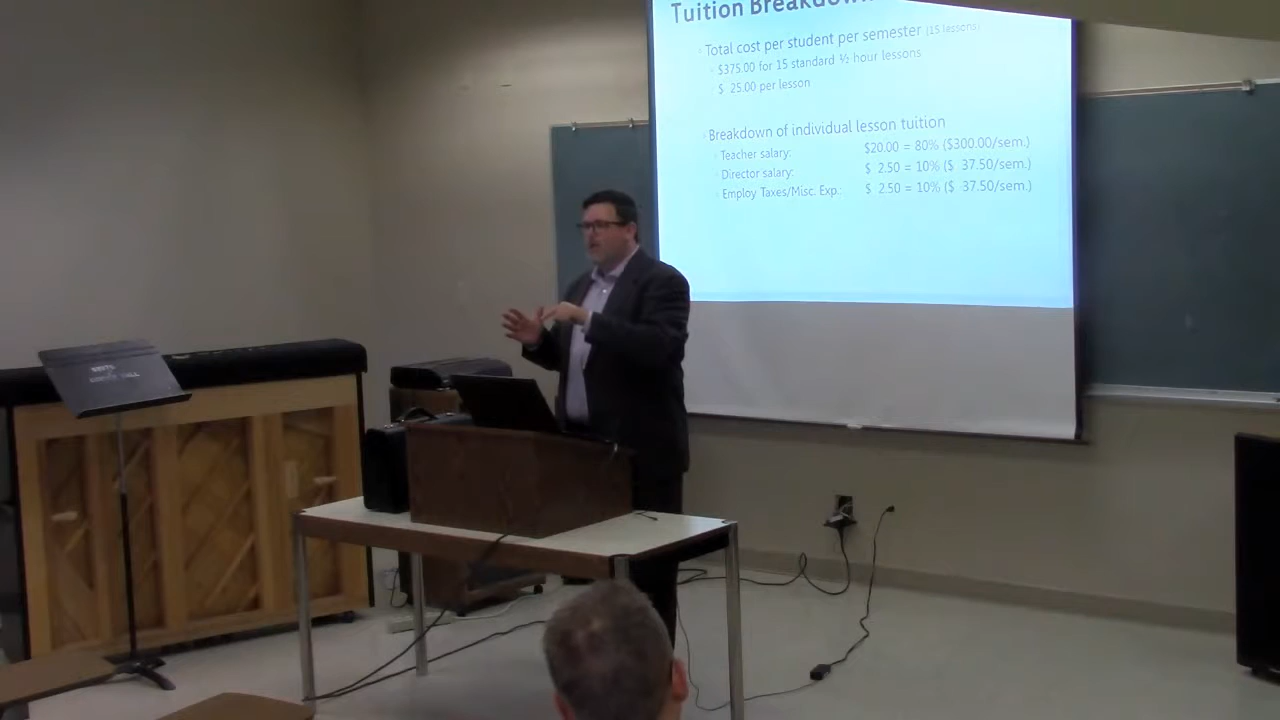 Tuition Breakdown
Total cost per student per semester (15 lessons)
$375.00 for 15 standard ½ hour lessons
$ 25.00 per lesson
Breakdown of individual lesson tuition
Teacher salary: $20.00 = 80% ($300.00/sem.)
Director salary: $ 2.50 = 10% ($ 37.50/sem.)
Employ Taxes/Misc. Exp.: $ 2.50 = 10% ($ 37.50/sem.)
HALL